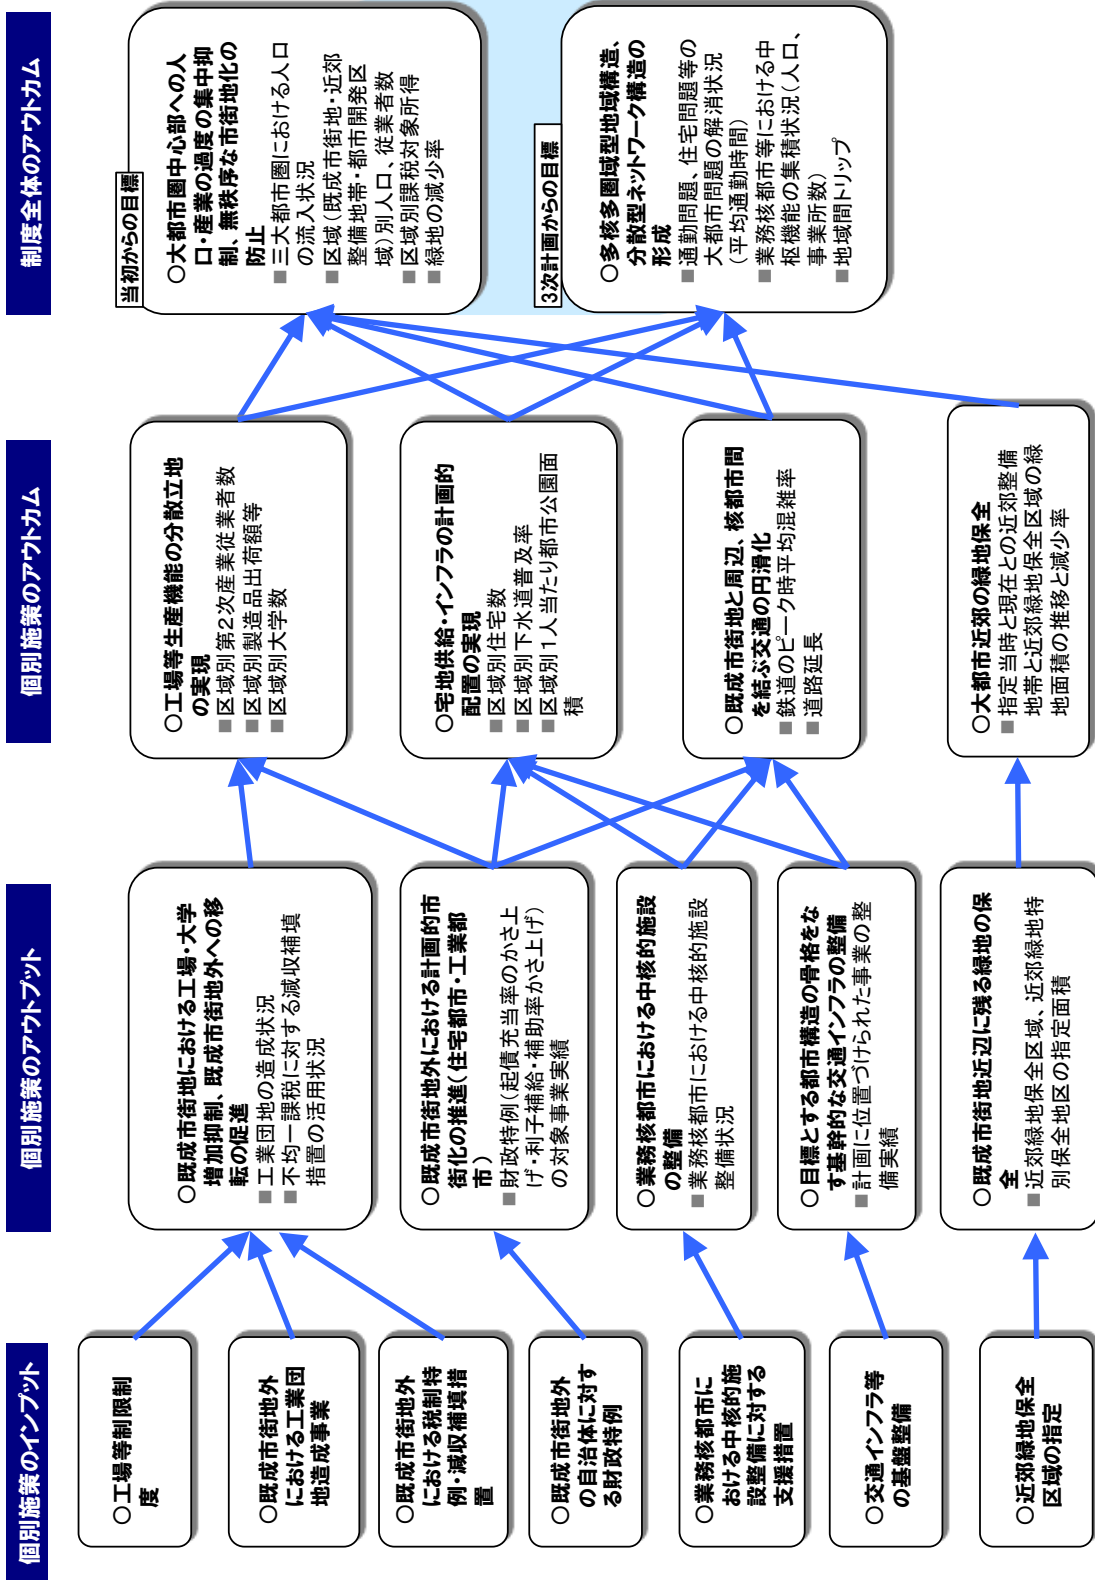 個別施策のインプット
○工場等制限制
度
○既成市街地外
における工業団
地造成事業
○既成市街地外
における税制特
例・減収補填措
置
○既成市街地外
の自治体に対す
る財政特例
○業務核都市に
おける中核的施
設整備に対する
支援措置
○交通インフラ等
の基盤整備
○近郊緑地保全
区域の指定
個別施策のアウトプット
○既成市街地における工場・大学
増加抑制、既成市街地外への移
転の促進
■工業団地の造成状況
■不均一課税に対する減収補填
措置の活用状況
○既成市街地外における計画的市
街化の推進(住宅都市・工業都
市)
■財政特例(起債充当率のかさ上
げ・利子補給・補助率かさ上げ)
の対象事業実績
○業務核都市における中核的施設
の整備
■業務核都市における中核的施設
整備状況
○目標とする都市構造の骨格をな
す基幹的な交通インフラの整備
■計画に位置づけられた事業の整
備実績
○既成市街地近辺に残る緑地の保
全
■近郊緑地保全区域、近郊緑地特
別保全地区の指定面積
個別施策のアウトカム
○工場等生産機能の分散立地
の実現
■区域別第2次産業従業者数
■区域別製造品出荷額等
■区域別大学数
○宅地供給・インフラの計画的
配置の実現
■区域別住宅数
■区域別下水道普及率
■区域別1人当たり都市公園面
積
○既成市街地と周辺、核都市間
を結ぶ交通の円滑化
■鉄道のピーク時平均混雑率
■道路延長
○大都市近郊の緑地保全
■指定当時と現在との近郊整備
地帯と近郊緑地保全区域の緑
地面積の推移と減少率
制度全体のアウトカム
当初からの目標
○大都市圏中心部への人
口・産業の過度の集中抑
制、無秩序な市街地化の
防止
■三大都市圏における人口
の流入状況
■区域(既成市街地・近郊
整備地帯・都市開発区
域)別人口、従業者数
■区域別課税対象所得
■緑地の減少率
3次計画からの目標
○多核多圏域型地域構造、
分散型ネットワーク構造の
形成
■通勤問題、住宅問題等の
大都市問題の解消状況
(平均通勤時間)
■業務核都市等における中
枢機能の集積状況(人口、
事業所数)
■地域間トリップ